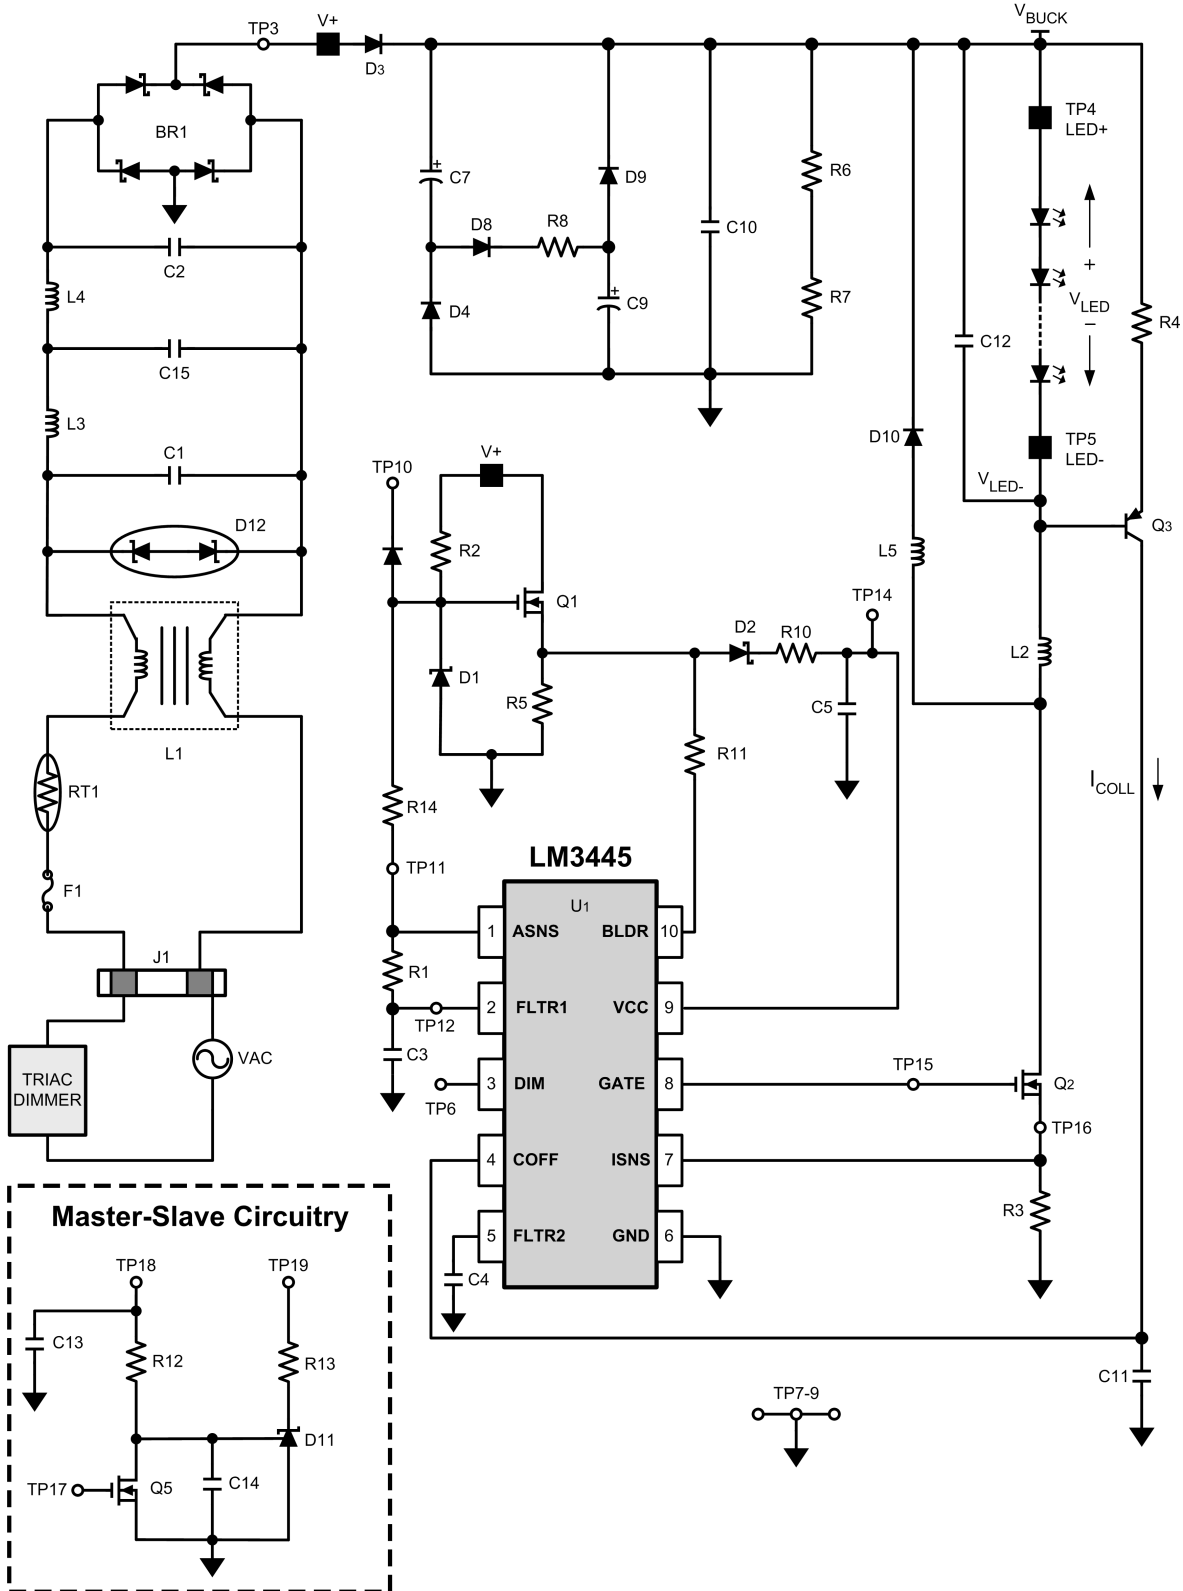 TP3
V+
D3
VBUCK
BR1
TP4
LED+
C7
D9
R6
D8
R8
C10
C2
L4
D4
C9
R7
+
VLED
−
R4
C15
C12
L3
D10
TP5
LED-
C1
TP10
V+
VLED-
D12
R2
Q3
L5
Q1
TP14
D2
R10
L2
D1
R5
C5
L1
R11
RT1
R14
ICOLL
LM3445
TP11
F1
U1
1
ASNS
BLDR
10
J1
R1
2
FLTR1
VCC
9
TP12
C3
VAC
TRIAC
DIMMER
3
DIM
GATE
8
TP15
Q2
TP6
TP16
4
COFF
ISNS
7
R3
Master-Slave Circuitry
5
FLTR2
GND
6
C4
TP18
TP19
C13
R12
R13
C11
TP7-9
D11
TP17
Q5
C14